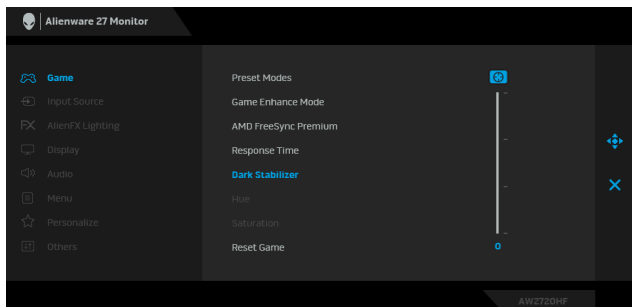 Alienware 27 Monitor
Game
Input Source
FX AlienFX Lighting
Display
Audio
Menu
Personalize
Others
Preset Modes
Game Enhance Mode
AMD FreeSync Premium
Response Time
Dark Stabilizer
Hue
Saturation
Reset Game
0
AW2720HF